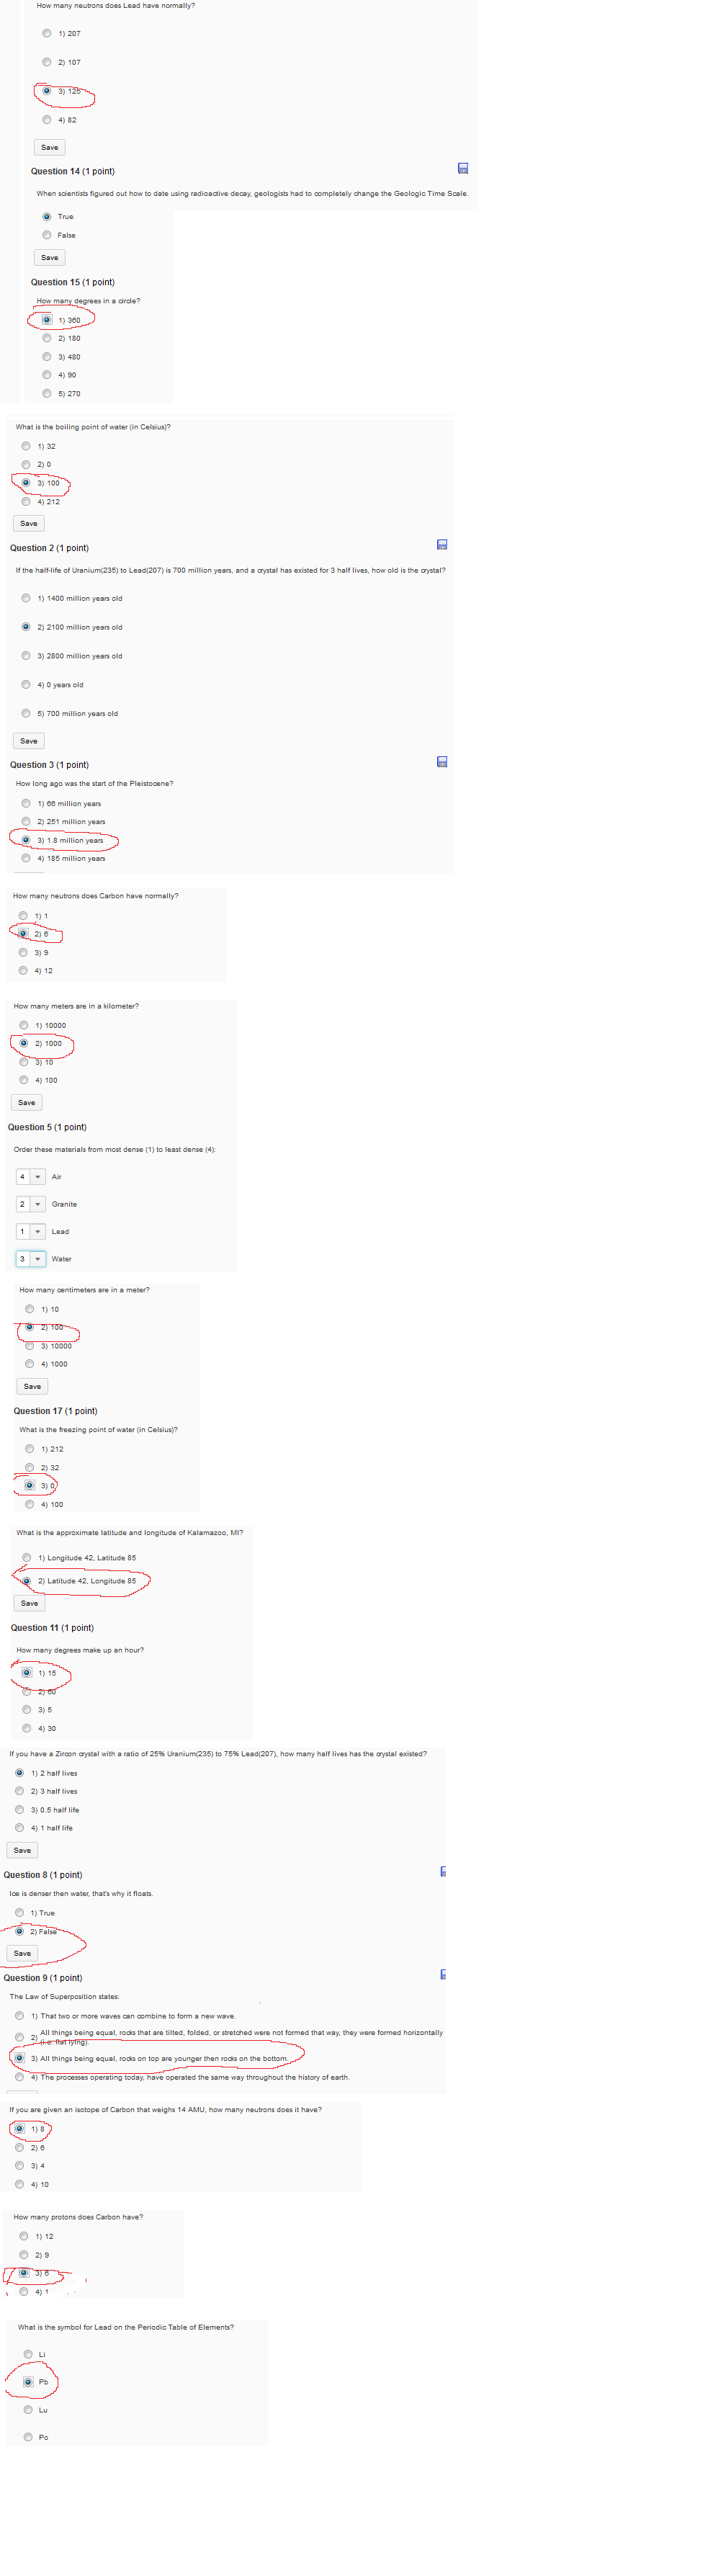 How many neutrons does Lead have normally?
1) 207
2) 107
3) 125
4) 82
Save
Question 14 (1 point)
When scientists figured out how to date using radioactive decay, geologists had to completely change the Geologic Time Scale.
True
False
Save
Question 15 (1 point)
How many degrees in a circle?
1) 360
2) 180
3) 480
4) 90
5) 270
What is the boiling point of water (in Celsius)?
1) 32
2) 0
3) 100
4) 212
Save
Question 2 (1 point)
If the half-life of Uranium(235) to Lead(207) is 700 million years, and a crystal has existed for 3 half lives, how old is the crystal?
1) 1400 million years old
2) 2100 million years old
3) 2800 million years old
4) 0 years old
5) 700 million years old
Save
Question 3 (1 point)
How long ago was the start of the Pleistocene?
1) 66 million years
2) 251 million years
3) 1.8 million years
4) 185 million years
How many neutrons does Carbon have normally?
1) 1
2) 6
3) 9
4) 12
How many meters are in a kilometer?
1) 10000
2) 1000
3) 10
4) 100
Save
Question 5 (1 point)
Order these materials from most dense (1) to least dense (4):
4 Air
2 Granite
1 Lead
3 Water
How many centimeters are in a meter?
1) 10
2) 100
3) 10000
4) 1000
Save
Question 17 (1 point)
What is the freezing point of water (in Celsius)?
1) 212
2) 32
3) 0
4) 100
What is the approximate latitude and longitude of Kalamazoo, MI?
1) Longitude 42, Latitude 85
2) Latitude 42, Longitude 85
Save
Question 11 (1 point)
How many degrees make up an hour?
1) 15
2) 60
3) 5
4) 30
If you have a Zircon crystal with a ratio of 25% Uranium(235) to 75% Lead(207), how many half lives has the crystal existed?
1) 2 half lives
2) 3 half lives
3) 0.5 half life
4) 1 half life
Save
Question 8 (1 point)
Ice is denser then water, that's why it floats.
1) True
2) False
Save
Question 9 (1 point)
The Law of Superposition states:
1) That two or more waves can combine to form a new wave.
2) All things being equal, rocks that are tilted, folded, or stretched were not formed that way, they were formed horizontally
(i.e. flat lying).
3) All things being equal, rocks on top are younger then rocks on the bottom.
4) The processes operating today, have operated the same way throughout the history of earth.
If you are given an isotope of Carbon that weighs 14 AMU, how many neutrons does it have?
1) 8
2) 6
3) 4
4) 10
How many protons does Carbon have?
1) 12
2) 9
3) 6
4) 1
What is the symbol for Lead on the Periodic Table of Elements?
Li
Pb
Lu
Po